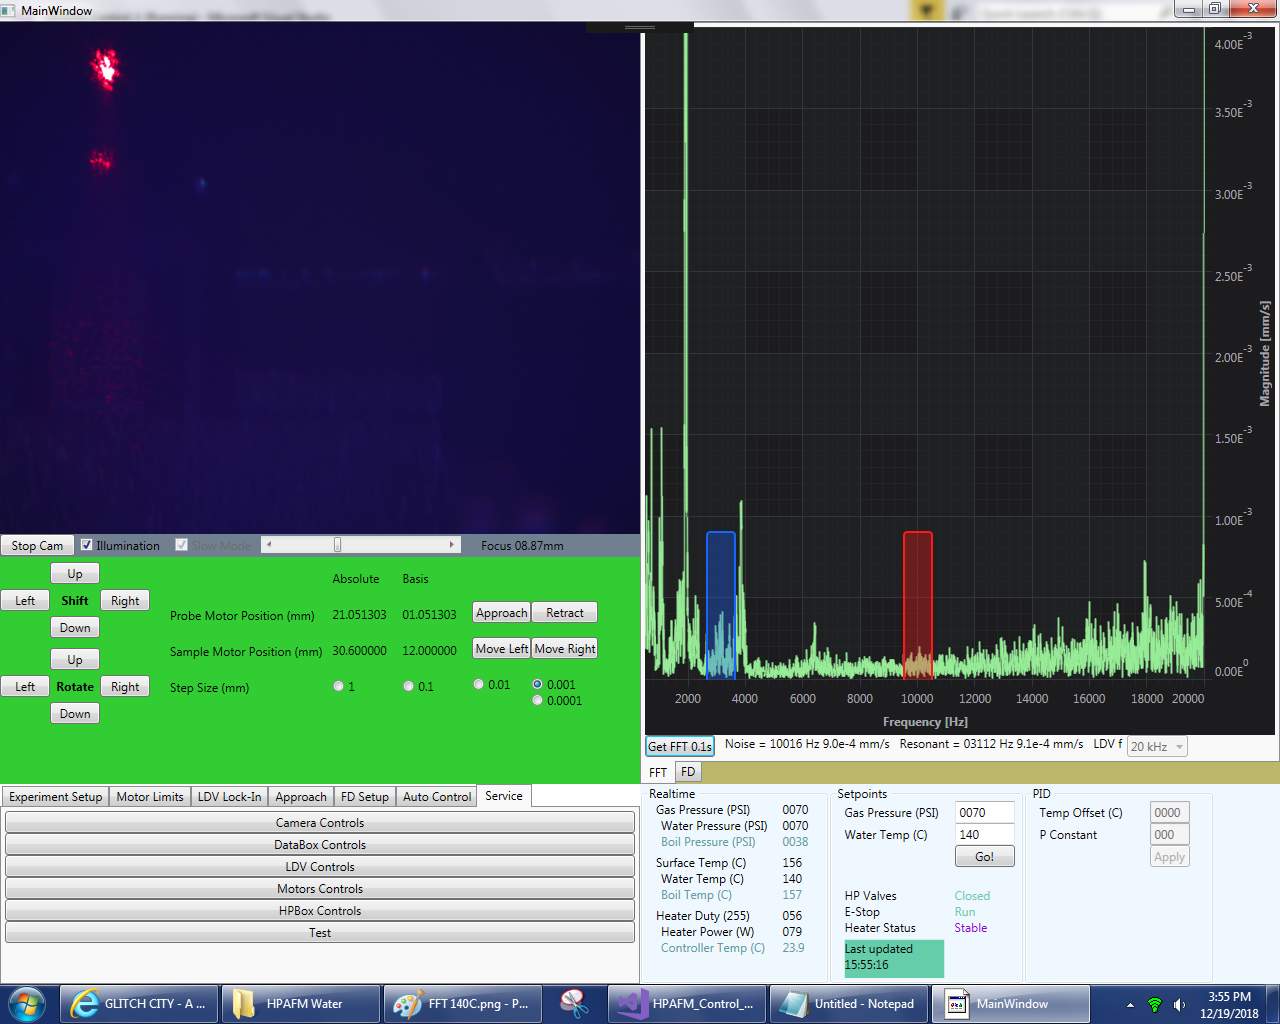 MainWindow
4.00E-3
3.50E-3
3.00E-3
2.50E-3
2.00E-3
1.50E-3
1.00E-3
5.00E-4
0.00E0
Magnitude [mm/s]
2000 4000 6000 8000 10000 12000 14000 16000 18000 20000
Frequency [Hz]
Get FFT 0.1s Noise = 10016 Hz 9.0e-4 mm/s Resonant = 03112 Hz 9.1e-4 mm/s LDV f 20 kHz
FFT FD
Stop Cam Illumination Slow Mode Focus 08.87mm
Up
Left Shift Right
Down
Up
Left Rotate Right
Down
Absolute Basis
Probe Motor Position (mm) 21.051303 01.051303 Approach Retract
Sample Motor Position (mm) 30.600000 12.000000 Move Left Move Right
Step Size (mm) 1 0.1 0.01 0.001
0.0001
Experiment Setup Motor Limits LDV Lock-In Approach FD Setup Auto Control Service
Camera Controls
DataBox Controls
LDV Controls
Motors Controls
HPBox Controls
Test
Realtime
Gas Pressure (PSI) 0070
Water Pressure (PSI) 0070
Boil Pressure (PSI) 0038
Surface Temp (C) 156
Water Temp (C) 140
Boil Temp (C) 157
Heater Duty (255) 056
Heater Power (W) 079
Controller Temp (C) 23.9
Setpoints
Gas Pressure (PSI) 0070
Water Temp (C) 140
Go!
HP Valves Closed
E-Stop Run
Heater Status Stable
Last updated
15:55:16
PID
Temp Offset (C) 0000
P Constant 000
Apply
GLITCH CITY - A ... HPAFM Water FFT 140C.png - P... HPAFM_Control_... Untitled - Notepad MainWindow
3:55 PM
12/19/2018